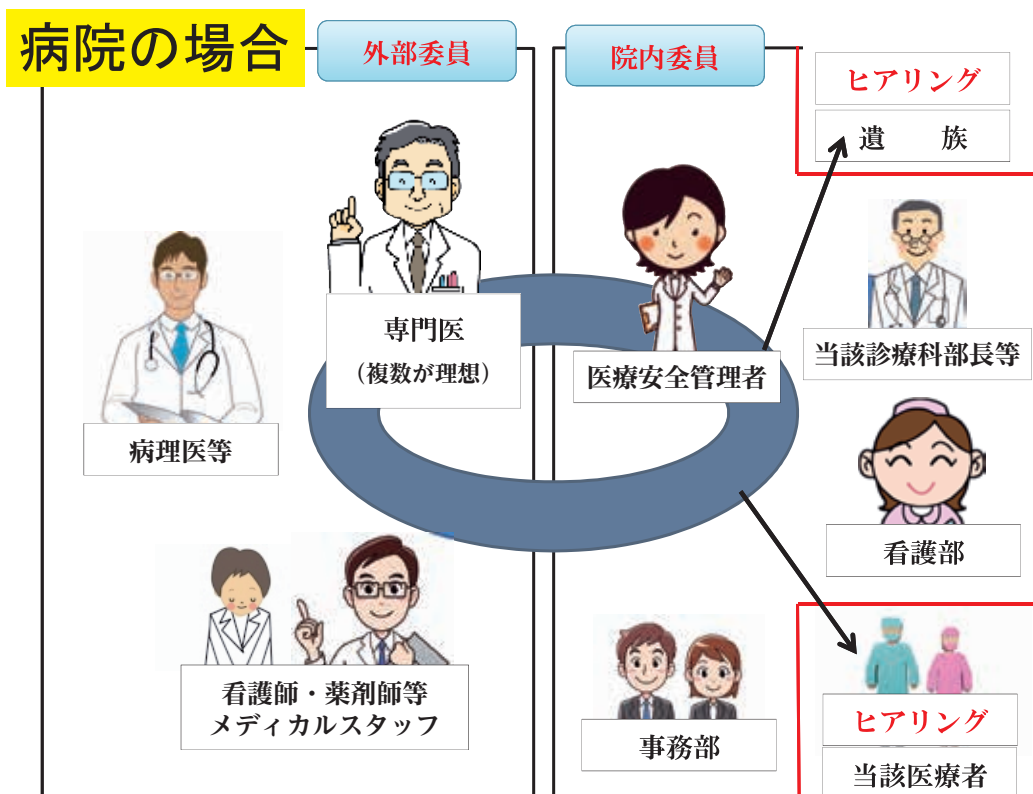 病院の場合
外部委員
院内委員
ヒアリング
遺　族
専門医
（複数が理想）
医療安全管理者
当該診療科部長等
病理医等
看護部
看護師・薬剤師等
メディカルスタッフ
事務部
ヒアリング
当該医療者